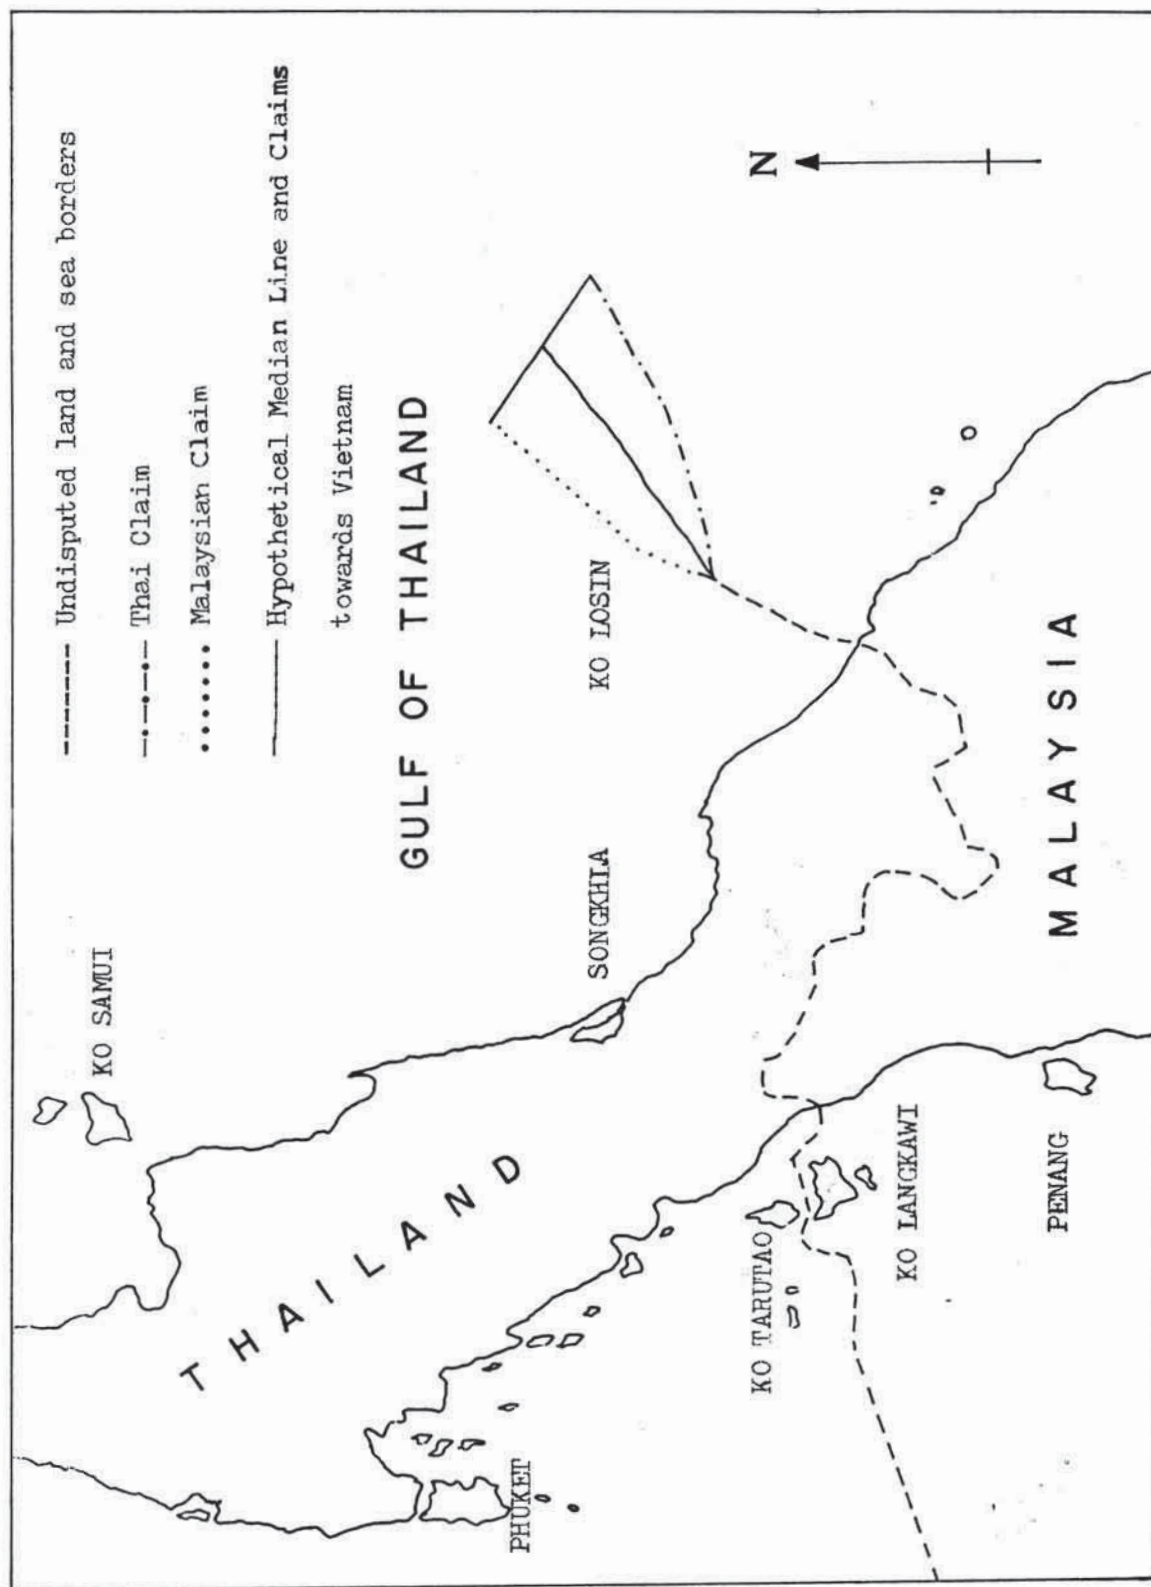 Undisputed land and sea borders
Thai Claim
Malaysian Claim
Hypothetical Median Line and Claims
towards Vietnam
GULF OF THAILAND
KO SAMUI
SONGKHLA
KO LOSIN
N
THAILAND
PHUKET
KO TARUTAO
KO LANGKAWI
PENANG
MALAYSIA